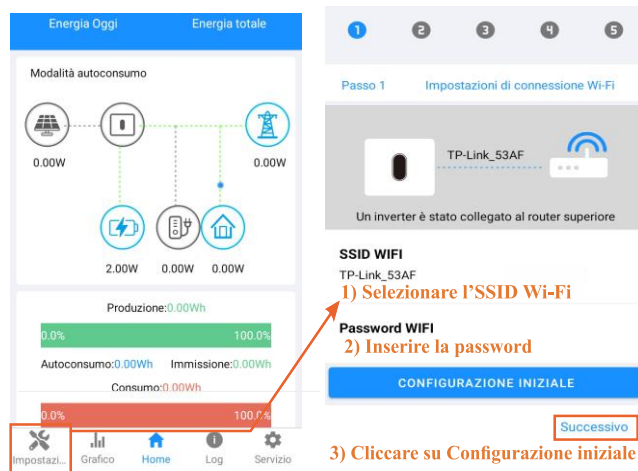 Energia Oggi
Energia totale
Modalità autoconsumo
0.00W
0.00W
2.00W
0.00W
0.00W
Produzione:0.00Wh
0.0%
100.0%
Autoconsumo:0.00Wh
Immissione:0.00Wh
Consumo:0.00Wh
0.0%
100.0%
Impostazi...
Grafico
Home
Log
Servizio
1
2
3
4
5
Passo 1
Impostazioni di connessione Wi-Fi
TP-Link_53AF
Un inverter è stato collegato al router superiore
SSID WIFI
TP-Link_53AF
1) Selezionare l'SSID Wi-Fi
Password WIFI
2) Inserire la password
CONFIGURAZIONE INIZIALE
Successivo
3) Cliccare su Configurazione iniziale